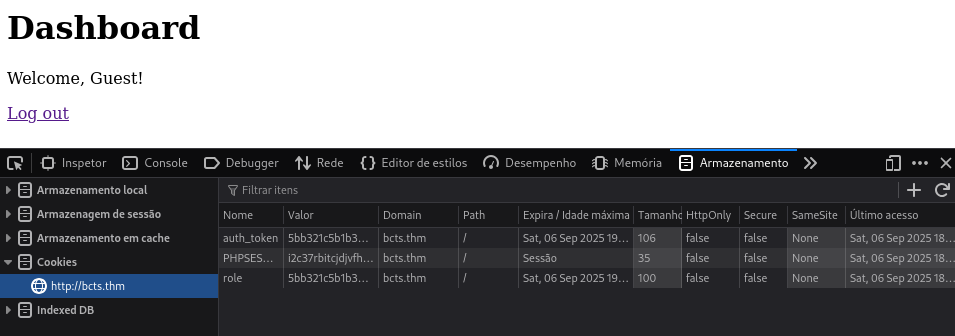 Dashboard
Welcome, Guest!
Log out
Inspetor Console Debugger Rede Editor de estilos Desempenho Memória Armazenamento
Armazenamento local
Armazenagem de sessão
Armazenamento em cache
Cookies
http://bcts.thm
Indexed DB
Filtrar itens
Nome Valor Domain Path Expira / Idade máxima Tamanho HttpOnly Secure SameSite Último acesso
auth_token 5bb321c5b1b3... bcts.thm / Sat, 06 Sep 2025 19... 106 false false None Sat, 06 Sep 2025 18...
PHPSES... i2c37rbitcjdjvfh... bcts.thm / Sessão 35 false false None Sat, 06 Sep 2025 18...
role 5bb321c5b1b3... bcts.thm / Sat, 06 Sep 2025 19... 100 false false None Sat, 06 Sep 2025 18...